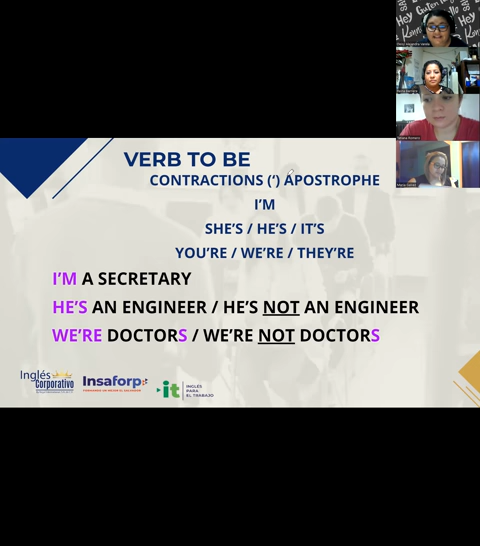 VERB TO BE
CONTRACTIONS (‘) APOSTROPHE
I'M
SHE'S / HE'S / IT'S
YOU'RE / WE'RE / THEY'RE
I'M A SECRETARY
HE'S AN ENGINEER / HE'S NOT AN ENGINEER
WE'RE DOCTORS / WE'RE NOT DOCTORS
Inglés
Corporativo
Insaforp
it
INGLÉS
PARA
EL TRABAJO
Hey